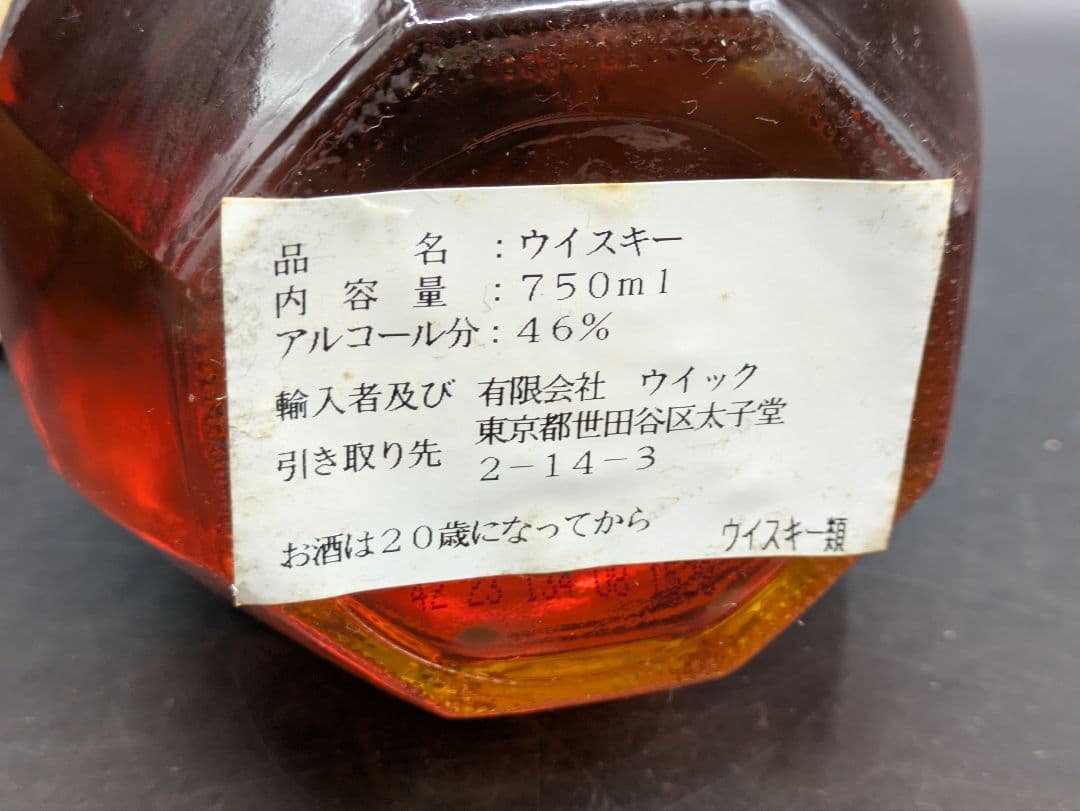 品名：ウイスキー
内容量：７５０ｍｌ
アルコール分：４６％
輸入者及び 有限会社　ウイック
引き取り先 東京都世田谷区太子堂
２－１４－３
お酒は２０歳になってから
ウイスキー類